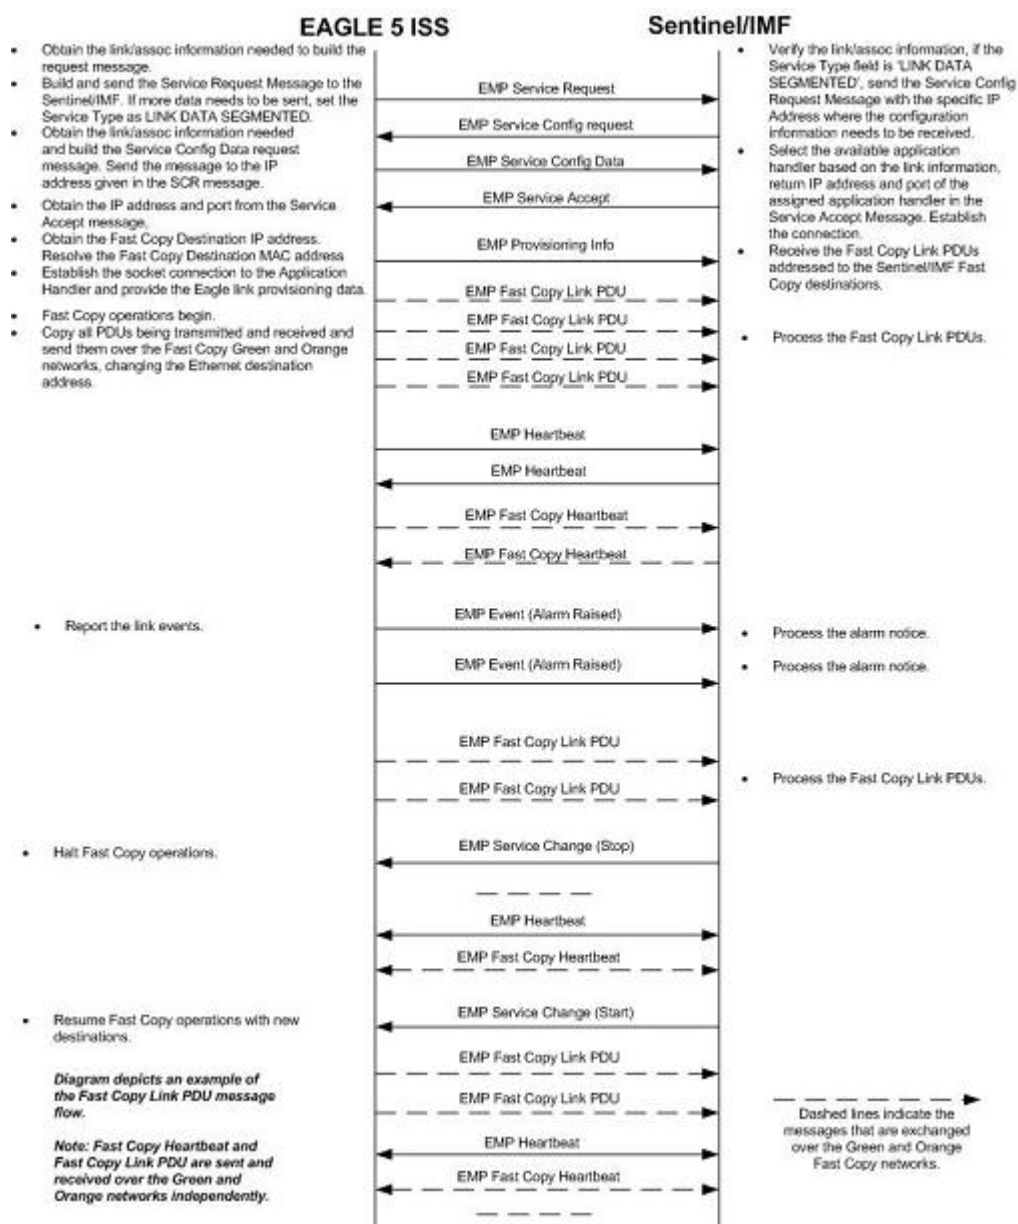 EAGLE 5 ISS
Sentinel/IMF
• Obtain the link/assoc information needed to build the
request message.
• Build and send the Service Request Message to the
Sentinel/IMF. If more data needs to be sent, set the
Service Type as LINK DATA SEGMENTED.
• Obtain the link/assoc information needed
and build the Service Config Data request
message. Send the message to the IP
address given in the SCR message.
• Obtain the IP address and port from the Service
Accept message.
• Obtain the Fast Copy Destination IP address.
Resolve the Fast Copy Destination MAC address
• Establish the socket connection to the Application
Handler and provide the Eagle link provisioning data.
• Fast Copy operations begin.
• Copy all PDUs being transmitted and received and
send them over the Fast Copy Green and Orange
networks, changing the Ethernet destination
address.
EMP Service Request
EMP Service Config request
EMP Service Config Data
EMP Service Accept
EMP Provisioning Info
EMP Fast Copy Link PDU
EMP Fast Copy Link PDU
EMP Fast Copy Link PDU
EMP Fast Copy Link PDU
• Verify the link/assoc information, if the
Service Type field is 'LINK DATA
SEGMENTED', send the Service Config
Request Message with the specific IP
Address where the configuration
information needs to be received.
• Select the available application
handler based on the link information,
return IP address and port of the
assigned application handler in the
Service Accept Message. Establish
the connection.
• Receive the Fast Copy Link PDUs
addressed to the Sentinel/IMF Fast
Copy destinations.
• Process the Fast Copy Link PDUs.
EMP Heartbeat
EMP Heartbeat
EMP Fast Copy Heartbeat
EMP Fast Copy Heartbeat
• Report the link events.
EMP Event (Alarm Raised)
• Process the alarm notice.
EMP Event (Alarm Raised)
• Process the alarm notice.
EMP Fast Copy Link PDU
EMP Fast Copy Link PDU
• Process the Fast Copy Link PDUs.
• Halt Fast Copy operations.
EMP Service Change (Stop)
EMP Heartbeat
EMP Fast Copy Heartbeat
• Resume Fast Copy operations with new
destinations.
EMP Service Change (Start)
EMP Fast Copy Link PDU
EMP Fast Copy Link PDU
EMP Heartbeat
EMP Fast Copy Heartbeat
Diagram depicts an example of
the Fast Copy Link PDU message
flow.
Note: Fast Copy Heartbeat and
Fast Copy Link PDU are sent and
received over the Green and
Orange networks independently.
Dashed lines indicate the
messages that are exchanged
over the Green and Orange
Fast Copy networks.